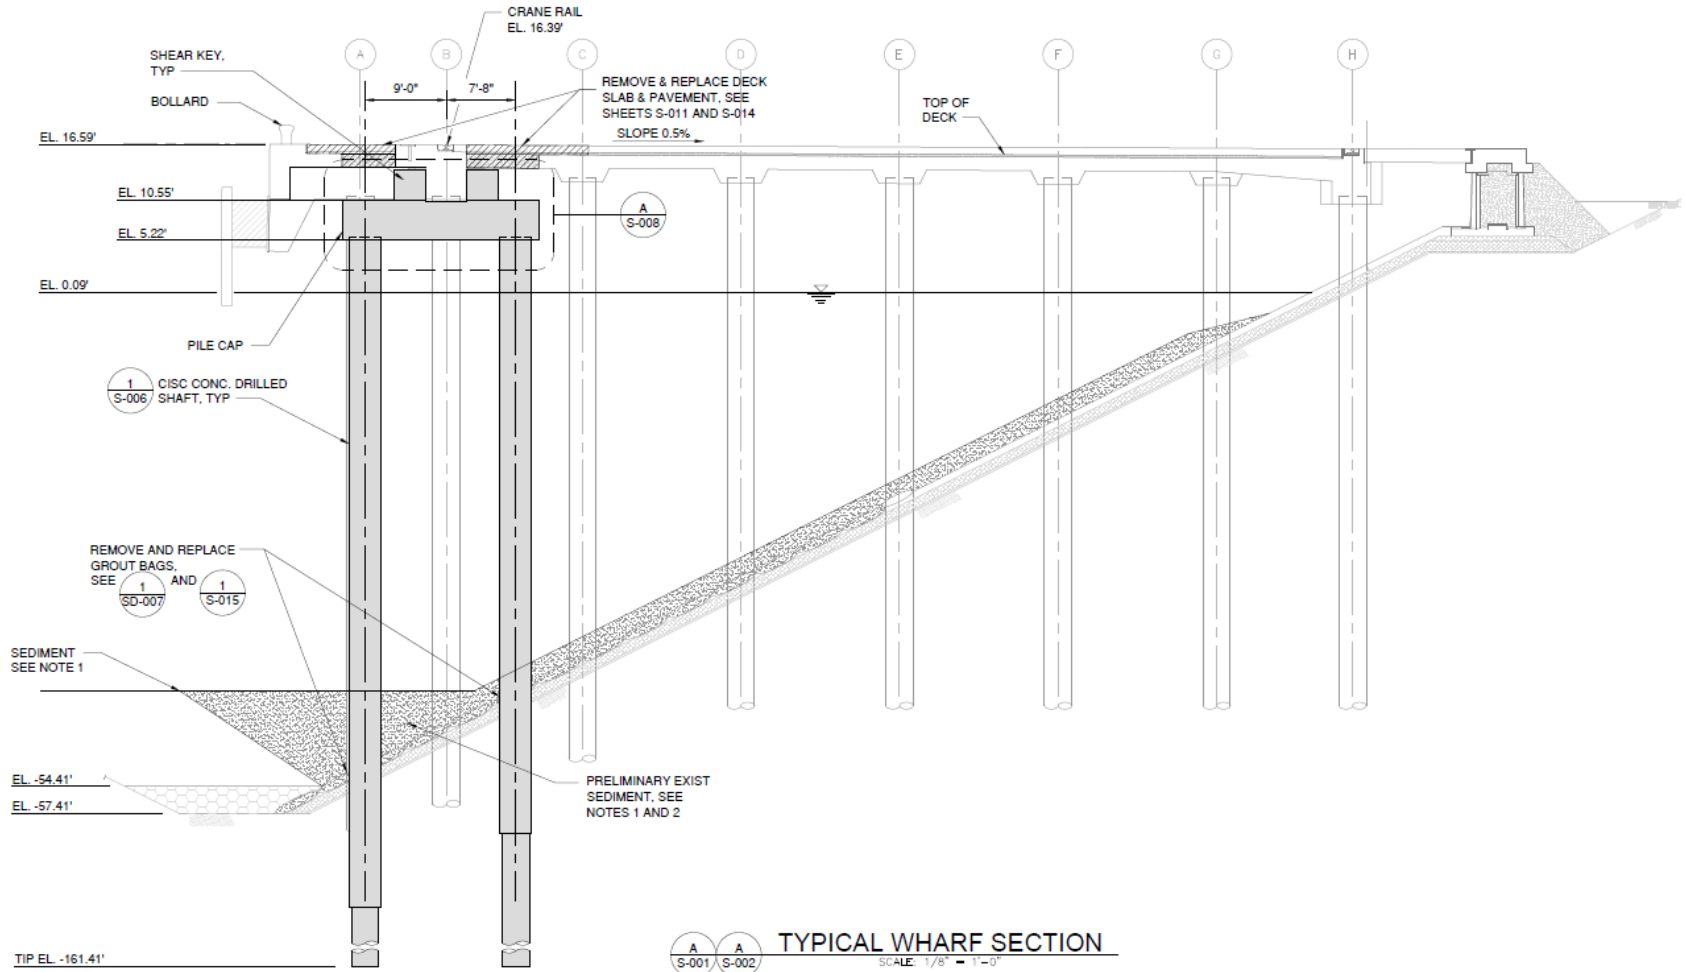 CRANE RAIL
EL. 16.39'
A
B
C
D
E
F
G
H
SHEAR KEY,
TYP
9'-0"
7'-8"
REMOVE & REPLACE DECK
SLAB & PAVEMENT, SEE
SHEETS S-011 AND S-014
BOLLARD
TOP OF
DECK
EL. 16.59'
SLOPE 0.5%
EL. 10.55'
A
S-008
EL. 5.22'
EL. 0.09'
PILE CAP
1
S-006
CISC CONC. DRILLED
SHAFT, TYP
REMOVE AND REPLACE
GROUT BAGS,
SEE 1 SD-007 AND 1 S-015
SEDIMENT
SEE NOTE 1
EL. -54.41'
EL. -57.41'
PRELIMINARY EXIST
SEDIMENT, SEE
NOTES 1 AND 2
TIP EL. -161.41'
A
S-001
A
S-002
TYPICAL WHARF SECTION
SCALE: 1/8" = 1'-0"